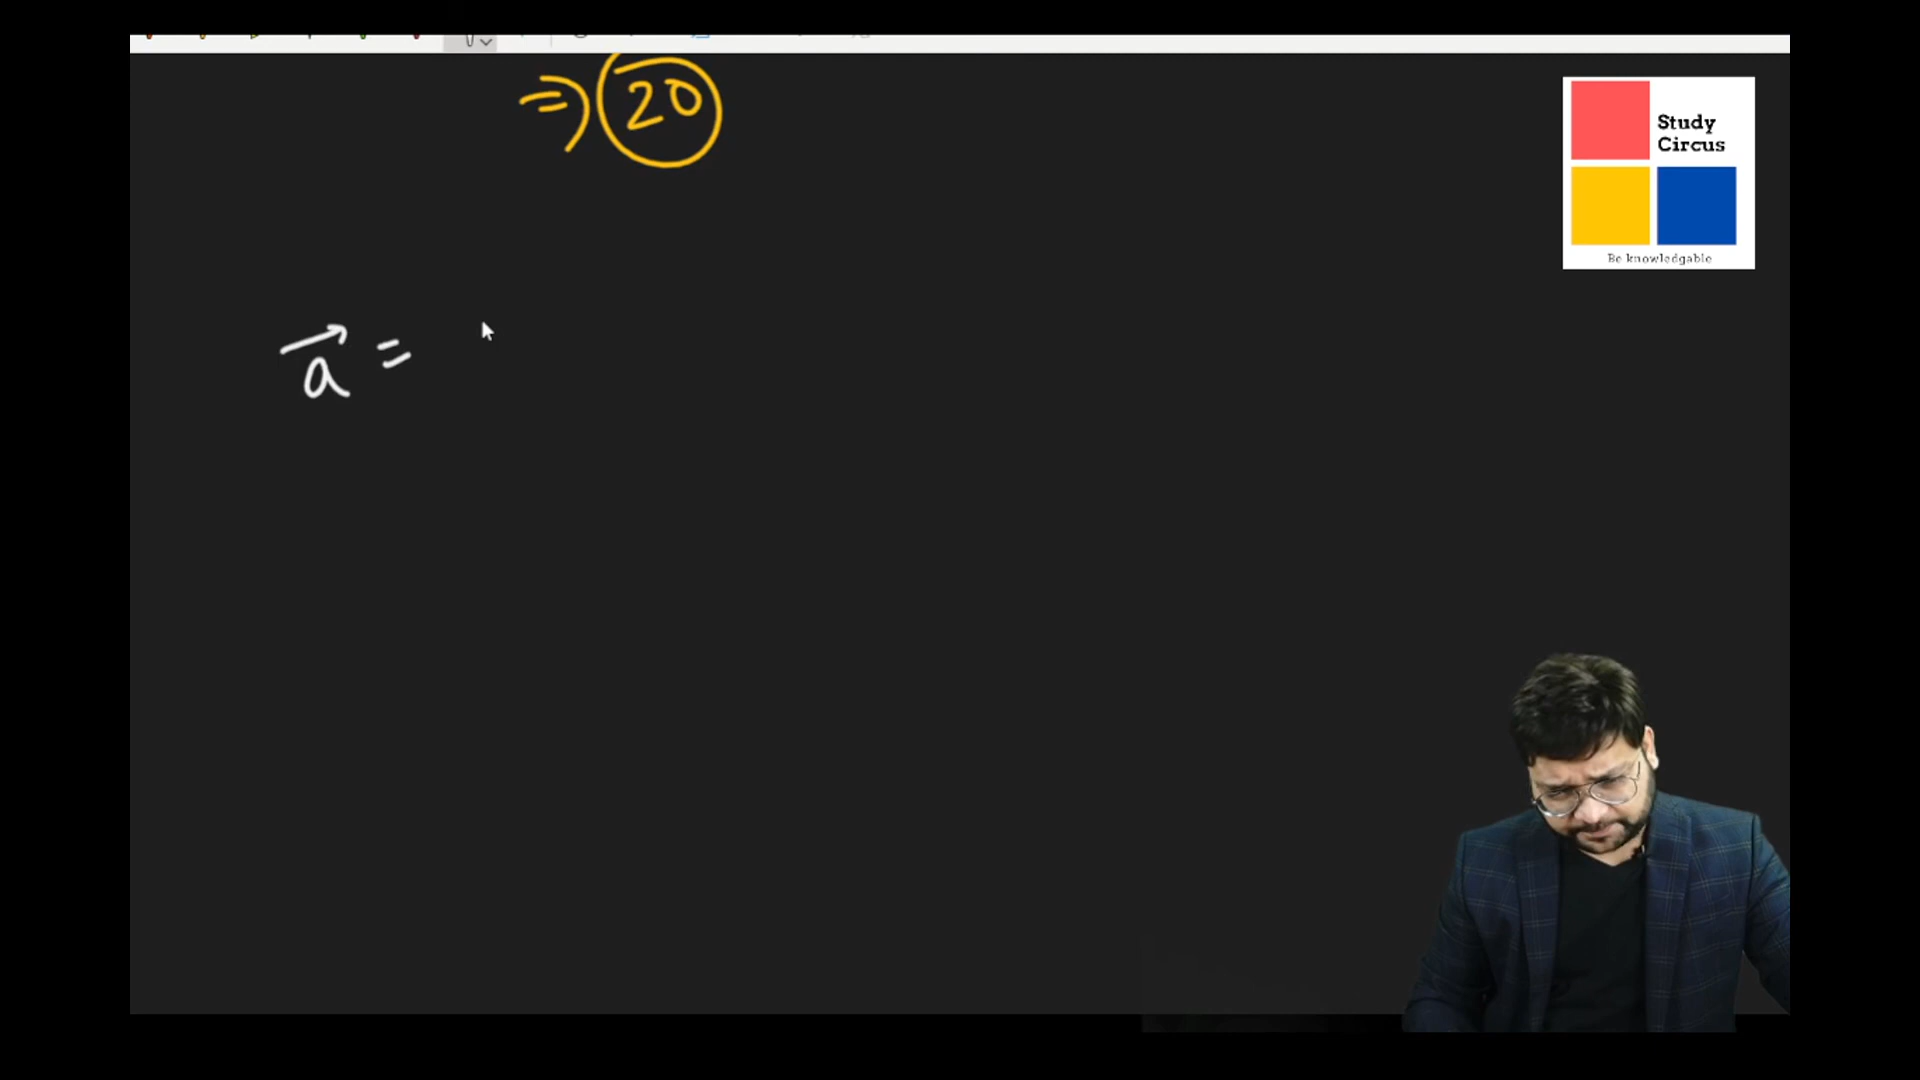 ⇒ 20
Study
Circus
Be knowledgable
a⃗ =